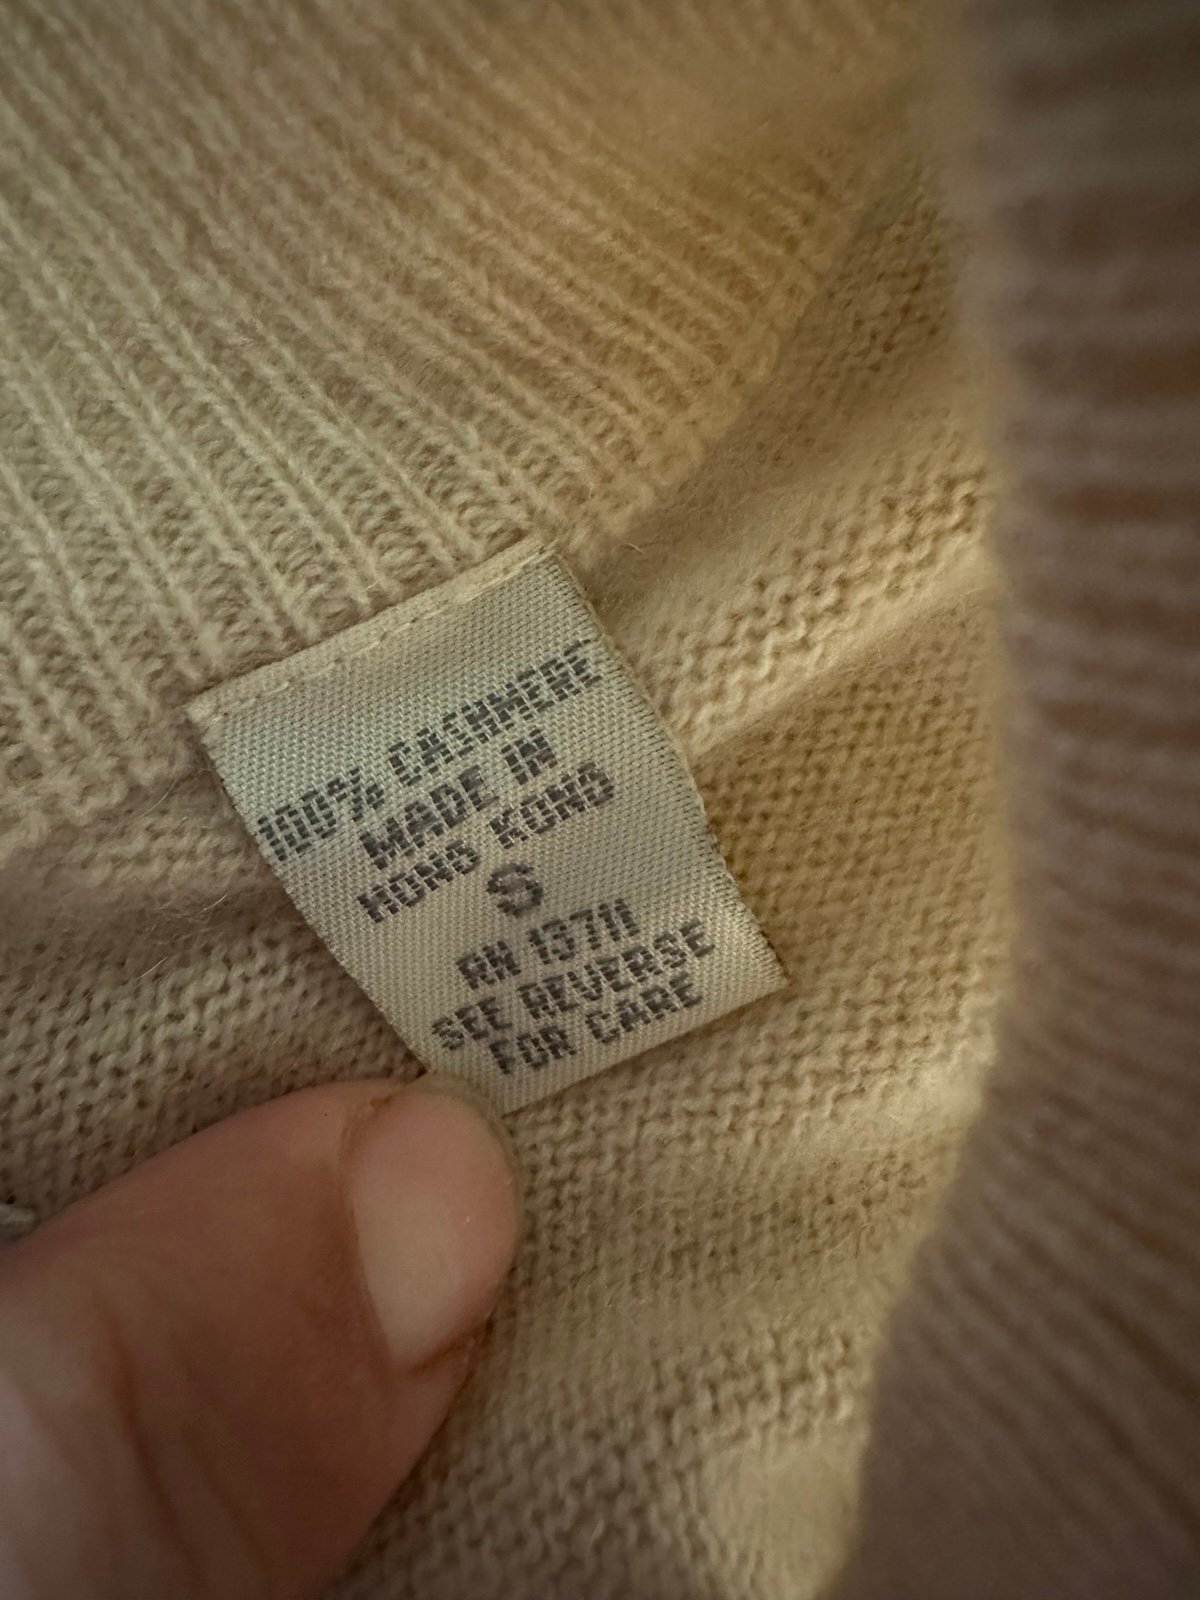 100% CASHMERE
MADE IN
HONG KONG
S
RN 13711
SEE REVERSE
FOR CARE